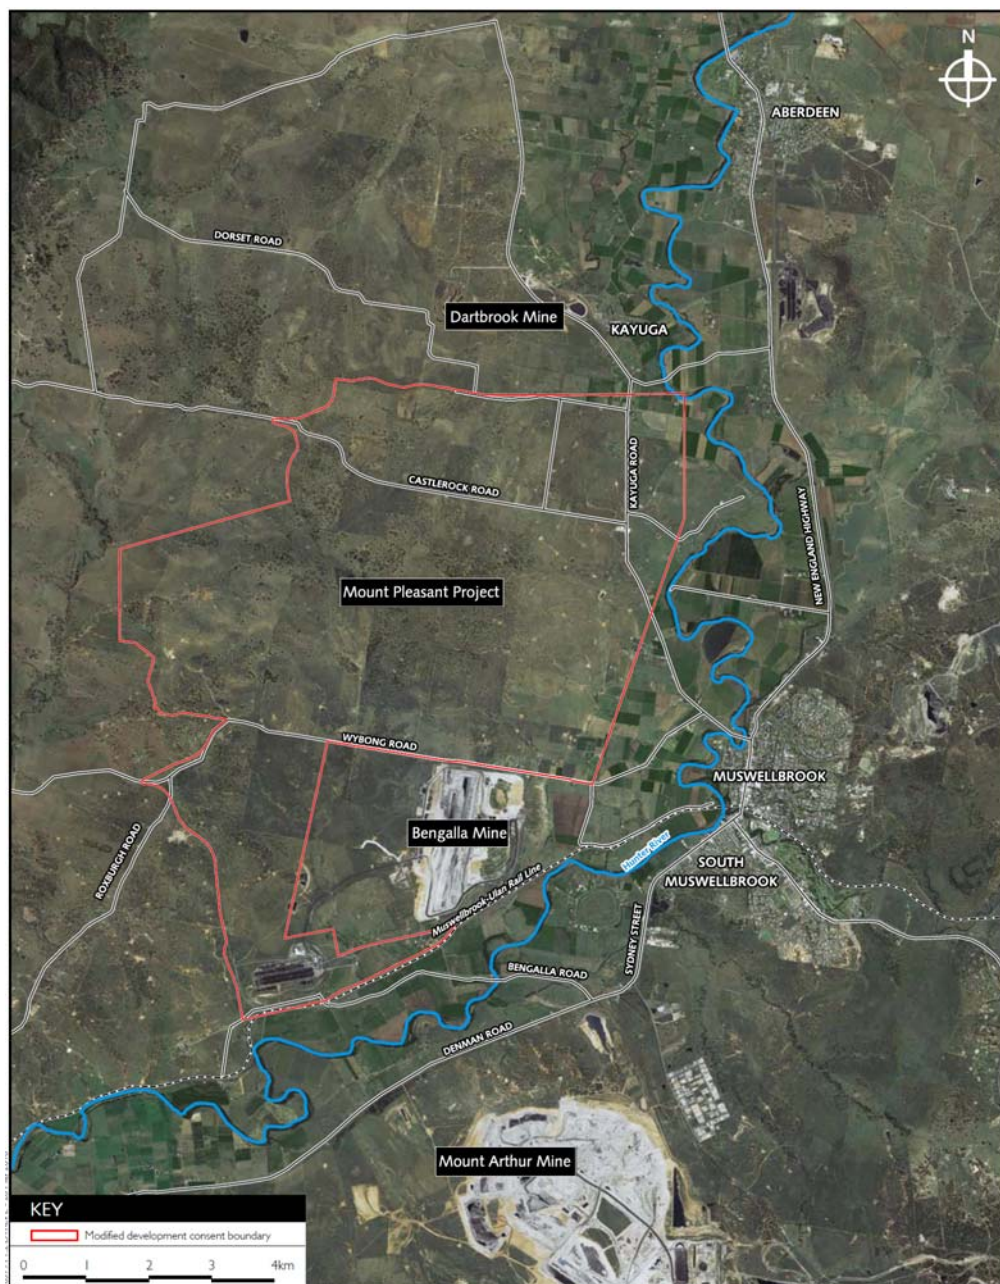 N
ABERDEEN
DORSET ROAD
Dartbrook Mine
KAYUGA
KAYUGA ROAD
CASTLEROCK ROAD
NEW ENGLAND HIGHWAY
Mount Pleasant Project
WYBONG ROAD
MUSWELLBROOK
Bengalla Mine
Hunter River
SOUTH
MUSWELLBROOK
ROXBURGH ROAD
Muswellbrook-Ulan Rail Line
SYDNEY STREET
BENGALLA ROAD
DENMAN ROAD
Mount Arthur Mine
KEY
Modified development consent boundary
0 1 2 3 4km